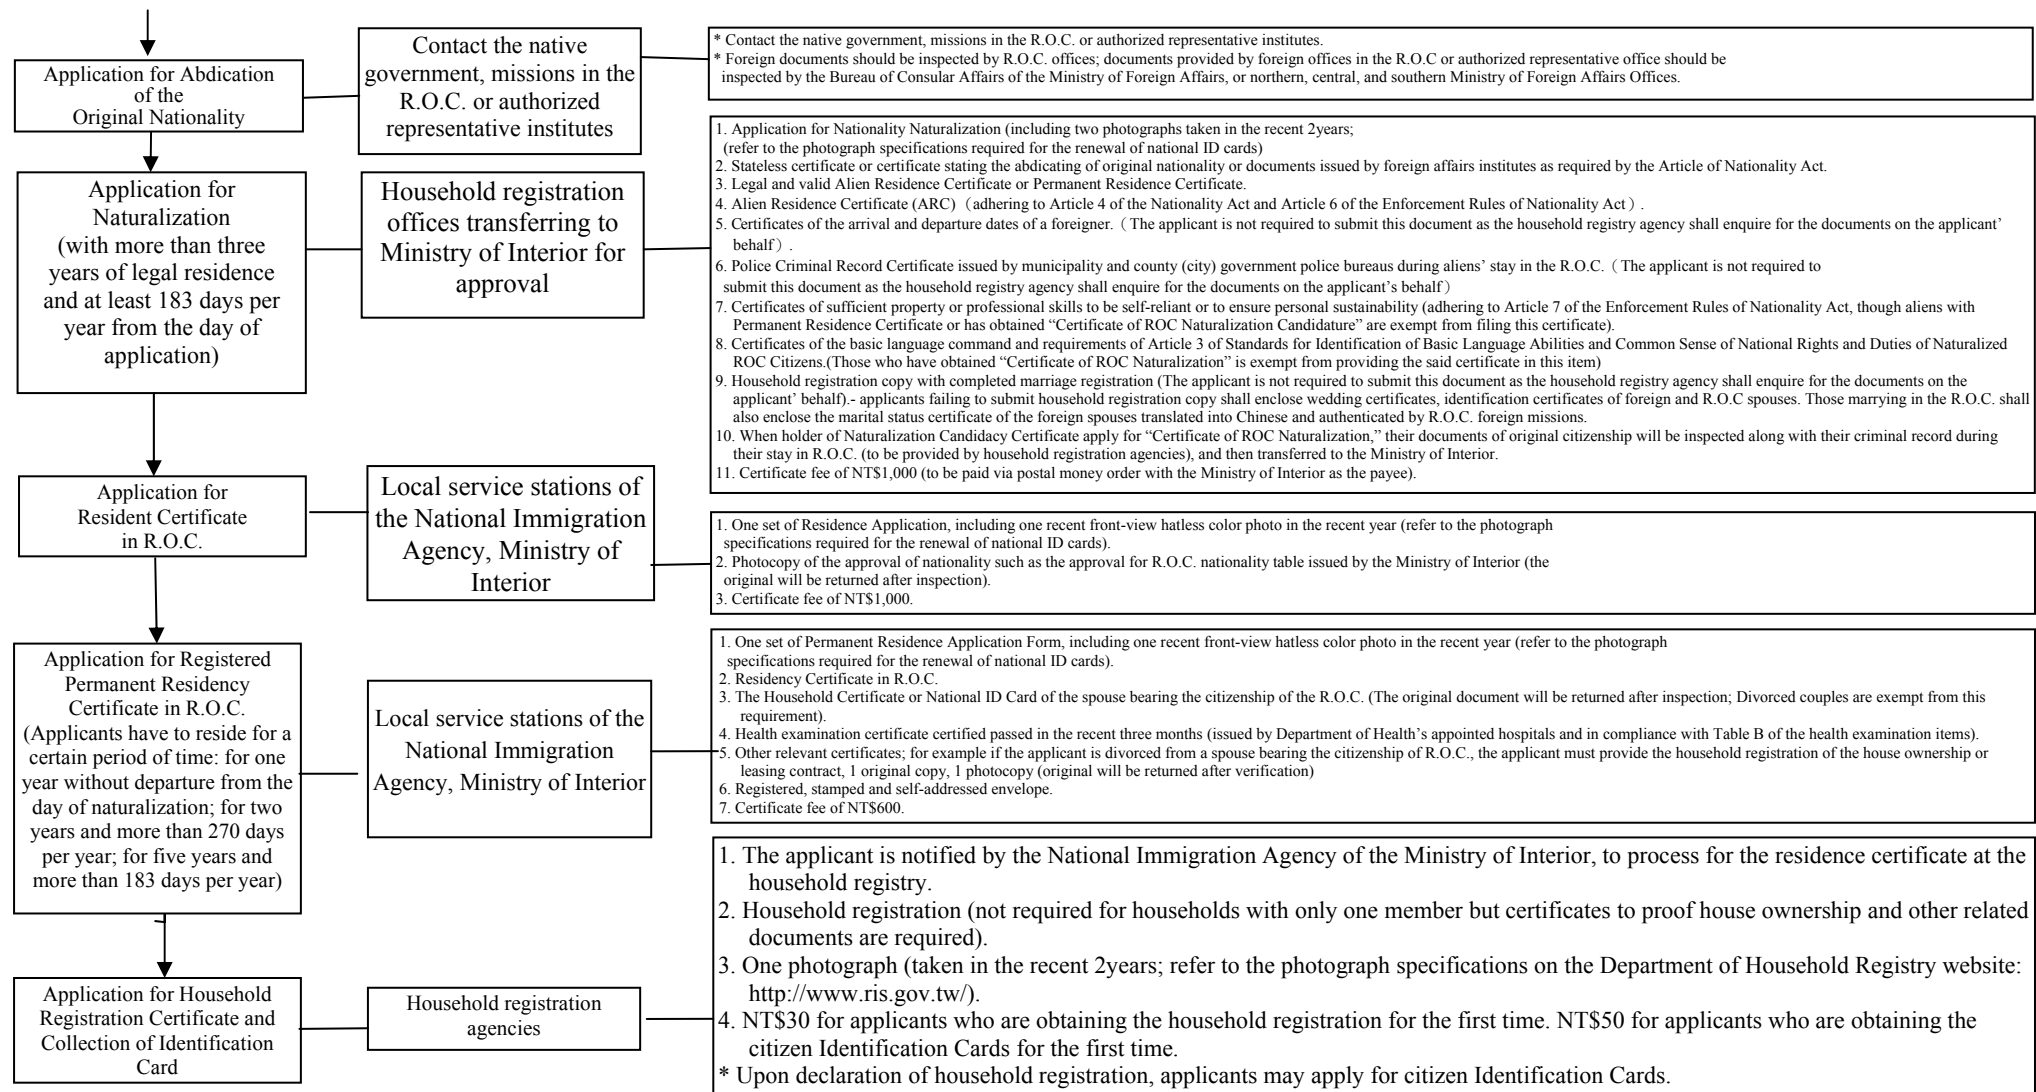 Application for Abdication
of the
Original Nationality
Contact the native
government, missions in the
R.O.C. or authorized
representative institutes
* Contact the native government, missions in the R.O.C. or authorized representative institutes.
* Foreign documents should be inspected by R.O.C. offices; documents provided by foreign offices in the R.O.C or authorized representative office should be
inspected by the Bureau of Consular Affairs of the Ministry of Foreign Affairs, or northern, central, and southern Ministry of Foreign Affairs Offices.
Application for
Naturalization
(with more than three
years of legal residence
and at least 183 days per
year from the day of
application)
Household registration
offices transferring to
Ministry of Interior for
approval
1. Application for Nationality Naturalization (including two photographs taken in the recent 2years;
(refer to the photograph specifications required for the renewal of national ID cards)
2. Stateless certificate or certificate stating the abdicating of original nationality or documents issued by foreign affairs institutes as required by the Article of Nationality Act.
3. Legal and valid Alien Residence Certificate or Permanent Residence Certificate.
4. Alien Residence Certificate (ARC)（adhering to Article 4 of the Nationality Act and Article 6 of the Enforcement Rules of Nationality Act）.
5. Certificates of the arrival and departure dates of a foreigner.（The applicant is not required to submit this document as the household registry agency shall enquire for the documents on the applicant’
behalf）.
6. Police Criminal Record Certificate issued by municipality and county (city) government police bureaus during aliens’ stay in the R.O.C.（The applicant is not required to
submit this document as the household registry agency shall enquire for the documents on the applicant’s behalf）
7. Certificates of sufficient property or professional skills to be self-reliant or to ensure personal sustainability (adhering to Article 7 of the Enforcement Rules of Nationality Act, though aliens with
Permanent Residence Certificate or has obtained “Certificate of ROC Naturalization Candidature” are exempt from filing this certificate).
8. Certificates of the basic language command and requirements of Article 3 of Standards for Identification of Basic Language Abilities and Common Sense of National Rights and Duties of Naturalized
ROC Citizens.(Those who have obtained “Certificate of ROC Naturalization” is exempt from providing the said certificate in this item)
9. Household registration copy with completed marriage registration (The applicant is not required to submit this document as the household registry agency shall enquire for the documents on the
applicant’ behalf).- applicants failing to submit household registration copy shall enclose wedding certificates, identification certificates of foreign and R.O.C spouses. Those marrying in the R.O.C. shall
also enclose the marital status certificate of the foreign spouses translated into Chinese and authenticated by R.O.C. foreign missions.
10. When holder of Naturalization Candidacy Certificate apply for “Certificate of ROC Naturalization,” their documents of original citizenship will be inspected along with their criminal record during
their stay in R.O.C. (to be provided by household registration agencies), and then transferred to the Ministry of Interior.
11. Certificate fee of NT$1,000 (to be paid via postal money order with the Ministry of Interior as the payee).
Application for
Resident Certificate
in R.O.C.
Local service stations of
the National Immigration
Agency, Ministry of
Interior
1. One set of Residence Application, including one recent front-view hatless color photo in the recent year (refer to the photograph
specifications required for the renewal of national ID cards).
2. Photocopy of the approval of nationality such as the approval for R.O.C. nationality table issued by the Ministry of Interior (the
original will be returned after inspection).
3. Certificate fee of NT$1,000.
Application for Registered
Permanent Residency
Certificate in R.O.C.
(Applicants have to reside for a
certain period of time: for one
year without departure from the
day of naturalization; for two
years and more than 270 days
per year; for five years and
more than 183 days per year)
Local service stations of the
National Immigration
Agency, Ministry of Interior
1. One set of Permanent Residence Application Form, including one recent front-view hatless color photo in the recent year (refer to the photograph
specifications required for the renewal of national ID cards).
2. Residency Certificate in R.O.C.
3. The Household Certificate or National ID Card of the spouse bearing the citizenship of the R.O.C. (The original document will be returned after inspection; Divorced couples are exempt from this
requirement).
4. Health examination certificate certified passed in the recent three months (issued by Department of Health’s appointed hospitals and in compliance with Table B of the health examination items).
5. Other relevant certificates; for example if the applicant is divorced from a spouse bearing the citizenship of R.O.C., the applicant must provide the household registration of the house ownership or
leasing contract, 1 original copy, 1 photocopy (original will be returned after verification)
6. Registered, stamped and self-addressed envelope.
7. Certificate fee of NT$600.
Application for Household
Registration Certificate and
Collection of Identification
Card
Household registration
agencies
1. The applicant is notified by the National Immigration Agency of the Ministry of Interior, to process for the residence certificate at the
household registry.
2. Household registration (not required for households with only one member but certificates to proof house ownership and other related
documents are required).
3. One photograph (taken in the recent 2years; refer to the photograph specifications on the Department of Household Registry website:
http://www.ris.gov.tw/).
4. NT$30 for applicants who are obtaining the household registration for the first time. NT$50 for applicants who are obtaining the
citizen Identification Cards for the first time.
* Upon declaration of household registration, applicants may apply for citizen Identification Cards.